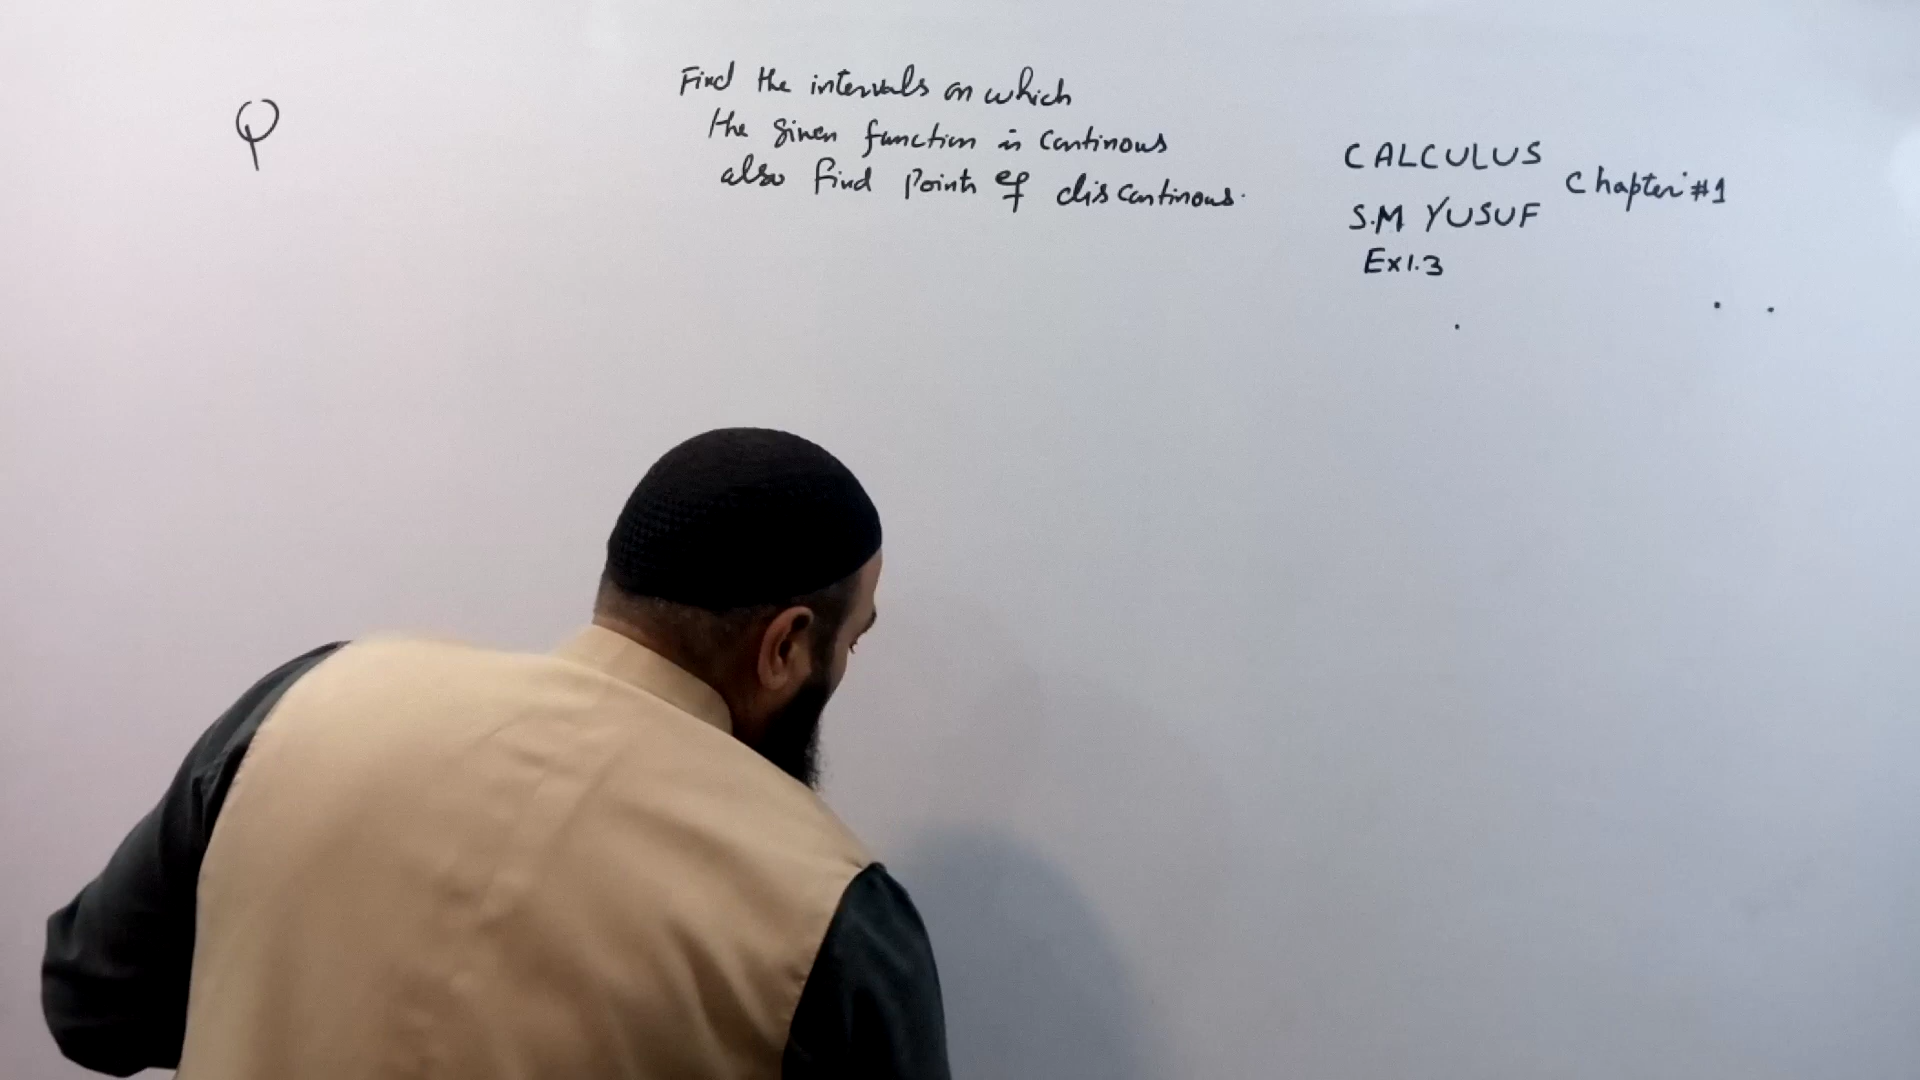 Q
Find the intervals on which
the given function is continous
also find Points of discontinous.
CALCULUS
S.M YUSUF
Chapter #1
Ex1.3